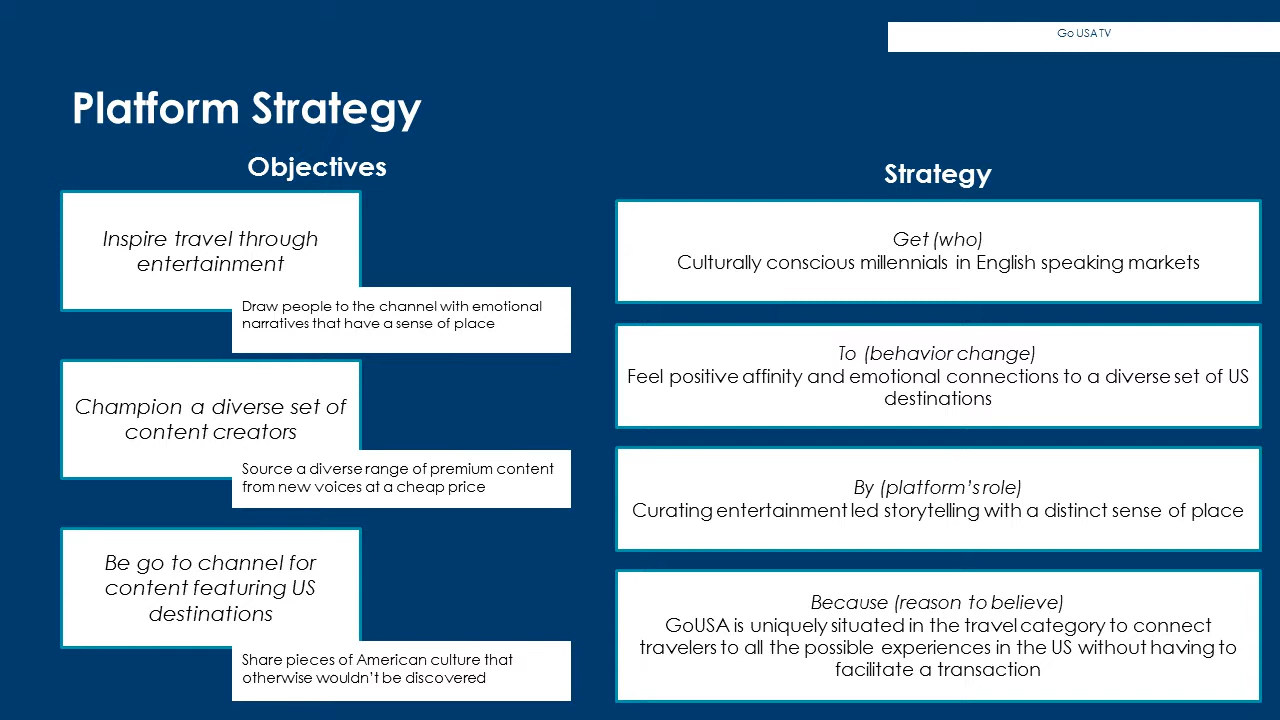 Go USA TV
Platform Strategy
Objectives
Inspire travel through
entertainment
Draw people to the channel with emotional
narratives that have a sense of place
Champion a diverse set of
content creators
Source a diverse range of premium content
from new voices at a cheap price
Be go to channel for
content featuring US
destinations
Share pieces of American culture that
otherwise wouldn't be discovered
Strategy
Get (who)
Culturally conscious millennials in English speaking markets
To (behavior change)
Feel positive affinity and emotional connections to a diverse set of US
destinations
By (platform's role)
Curating entertainment led storytelling with a distinct sense of place
Because (reason to believe)
GoUSA is uniquely situated in the travel category to connect
travelers to all the possible experiences in the US without having to
facilitate a transaction